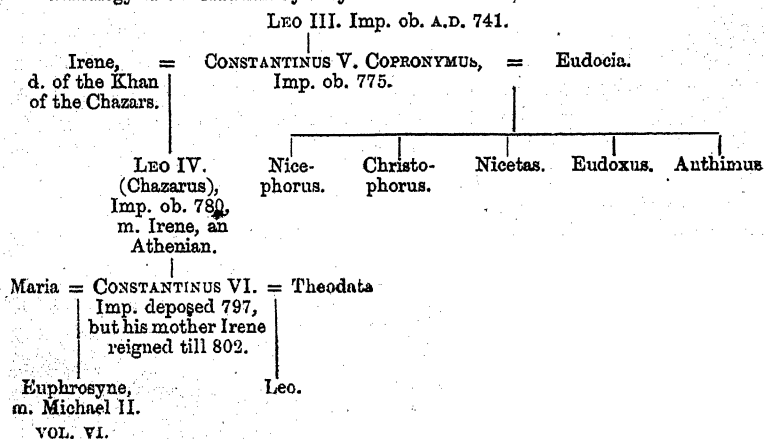 LEO III. Imp. ob. A.D. 741.
Irene, = CONSTANTINUS V. COPRONYMUS, = Eudocia.
d. of the Khan Imp. ob. 775.
of the Chazars.
LEO IV. Nice- Christo- Nicetas. Eudoxus. Anthimus
(Chazarus), phorus. phorus.
Imp. ob. 780,
m. Irene, an
Athenian.
Maria = CONSTANTINUS VI. = Theodata
Imp. deposed 797,
but his mother Irene
reigned till 802.
Euphrosyne, Leo.
m. Michael II.
VOL. VI.